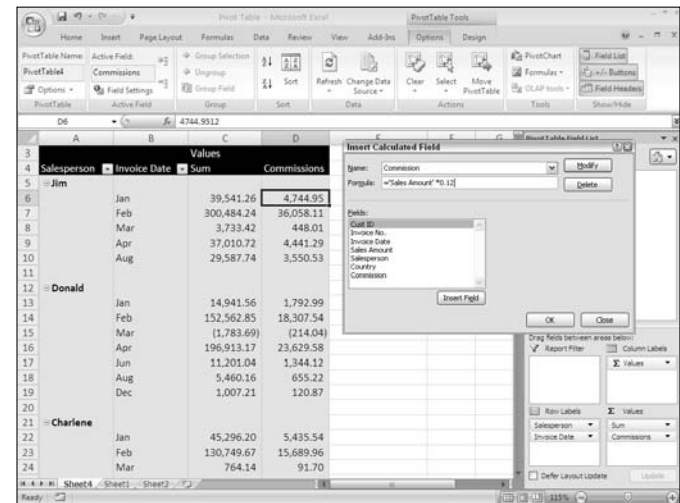 Pivot Table - Microsoft Excel
PivotTable Tools
Home Insert Page Layout Formulas Data Review View Add-Ins Options Design
PivotTable Name: Active Field: Group Selection PivotChart Field List
PivotTable4 Commissions Ungroup Sort Refresh Change Data Clear Select Move Formulas +/- Buttons
Options Field Settings Group Field Source PivotTable OLAP tools Field Headers
PivotTable Active Field Group Sort Data Actions Tools Show/Hide
D6 fx 4744.9512
A B C D E F G PivotTable Field List
3 Values
4 Salesperson Invoice Date Sum Commissions
5 Jim
6 Jan 39,541.26 4,744.95
7 Feb 300,484.24 36,058.11
8 Mar 3,733.42 448.01
9 Apr 37,010.72 4,441.29
10 Aug 29,587.74 3,550.53
11
12 Donald
13 Jan 14,941.56 1,792.99
14 Feb 152,562.85 18,307.54
15 Mar (1,783.69) (214.04)
16 Apr 196,913.17 23,629.58
17 Jun 11,201.04 1,344.12
18 Aug 5,460.16 655.22
19 Dec 1,007.21 120.87
20
21 Charlene
22 Jan 45,296.20 5,435.54
23 Feb 130,749.67 15,689.96
24 Mar 764.14 91.70
Insert Calculated Field
Name: Commission Modify
Formula: ='Sales Amount' *0.12 Delete
Fields:
Cust ID
Invoice No.
Invoice Date
Sales Amount
Salesperson
Country
Commission
Insert Field
OK Close
Drag fields between areas below:
Report Filter Column Labels
Σ Values
Row Labels Σ Values
Salesperson Sum
Invoice Date Commissions
Defer Layout Update Update
Sheet4 Sheet1 Sheet2
Ready 115%